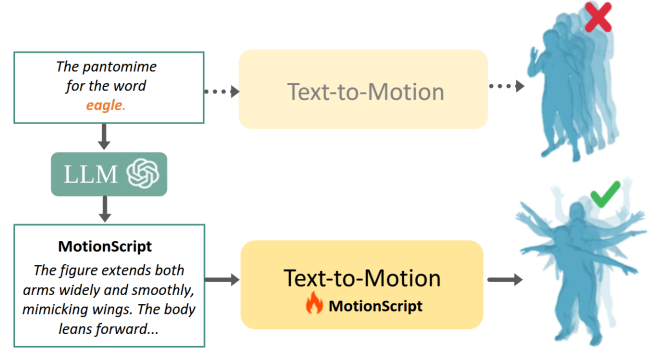 The pantomime
for the word
eagle.
Text-to-Motion
LLM
MotionScript
The figure extends both
arms widely and smoothly,
mimicking wings. The body
leans forward...
Text-to-Motion
MotionScript